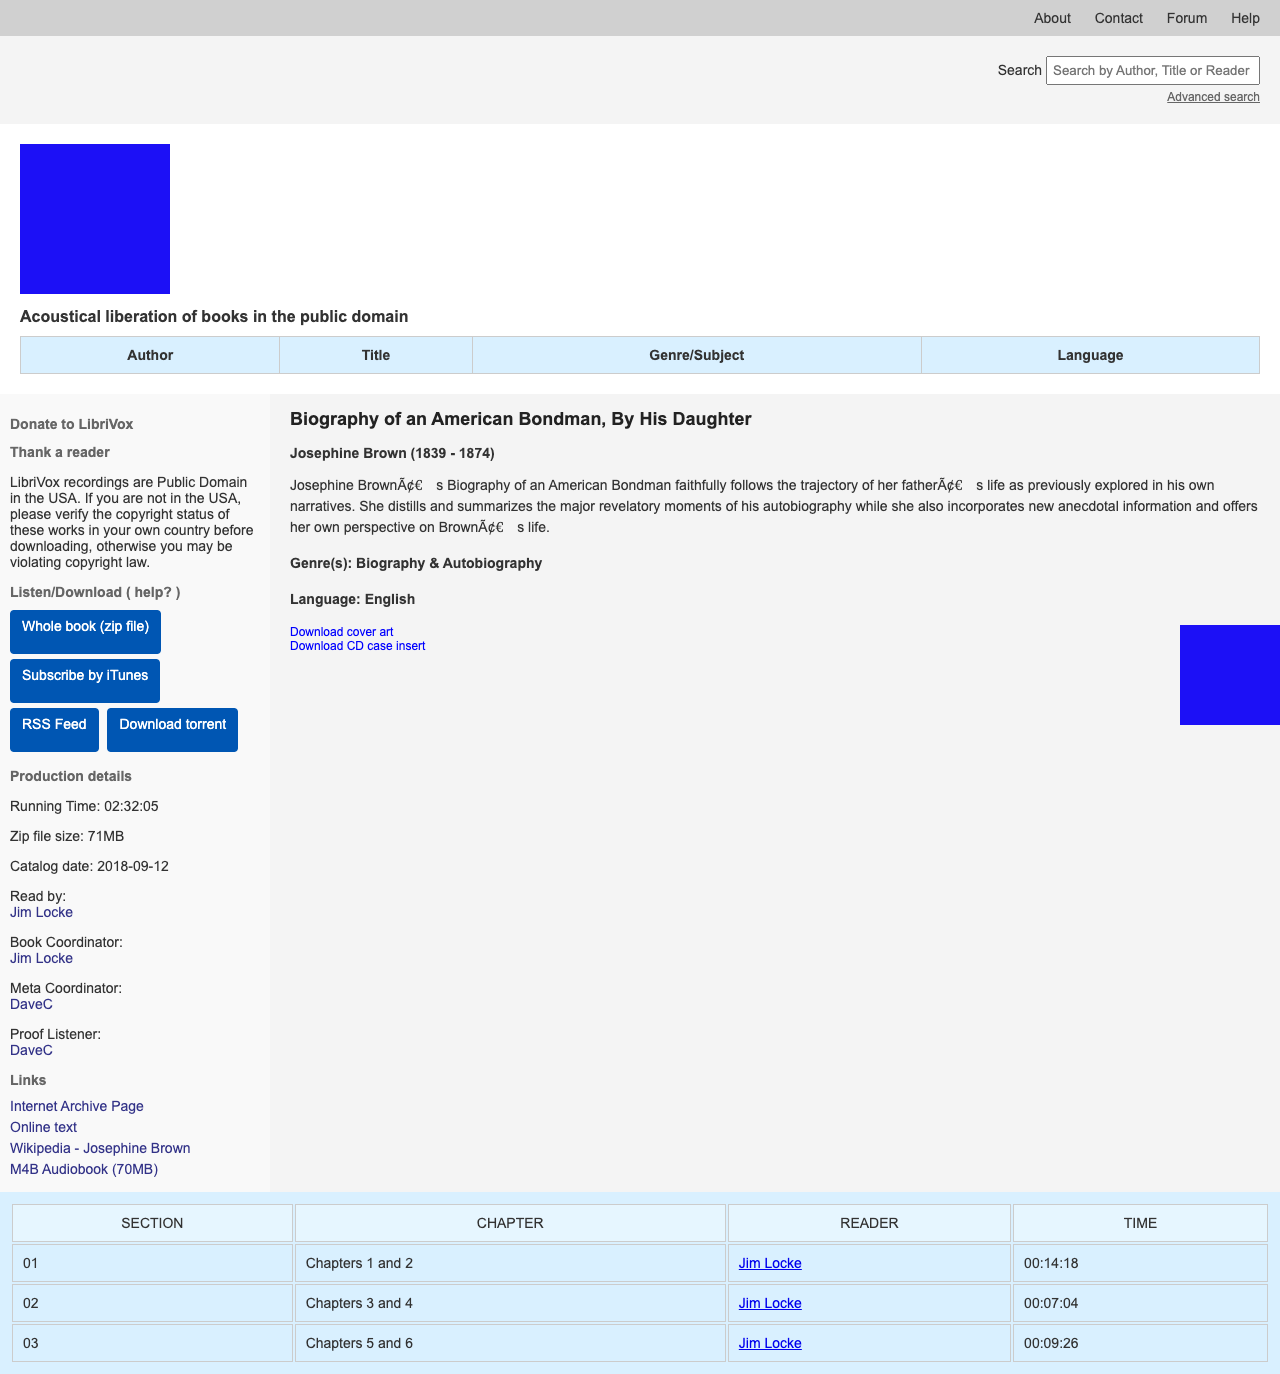 About Contact Forum Help
Search Search by Author, Title or Reader
Advanced search
Acoustical liberation of books in the public domain
Author Title Genre/Subject Language
Donate to LibriVox
Thank a reader
LibriVox recordings are Public Domain
in the USA. If you are not in the USA,
please verify the copyright status of
these works in your own country before
downloading, otherwise you may be
violating copyright law.
Listen/Download ( help? )
Whole book (zip file)
Subscribe by iTunes
RSS Feed Download torrent
Production details
Running Time: 02:32:05
Zip file size: 71MB
Catalog date: 2018-09-12
Read by:
Jim Locke
Book Coordinator:
Jim Locke
Meta Coordinator:
DaveC
Proof Listener:
DaveC
Links
Internet Archive Page
Online text
Wikipedia - Josephine Brown
M4B Audiobook (70MB)
Biography of an American Bondman, By His Daughter
Josephine Brown (1839 - 1874)
Josephine BrownÃ¢€ s Biography of an American Bondman faithfully follows the trajectory of her fatherÃ¢€ s life as previously explored in his own
narratives. She distills and summarizes the major revelatory moments of his autobiography while she also incorporates new anecdotal information and offers
her own perspective on BrownÃ¢€ s life.
Genre(s): Biography & Autobiography
Language: English
Download cover art
Download CD case insert
SECTION CHAPTER READER TIME
01 Chapters 1 and 2 Jim Locke 00:14:18
02 Chapters 3 and 4 Jim Locke 00:07:04
03 Chapters 5 and 6 Jim Locke 00:09:26